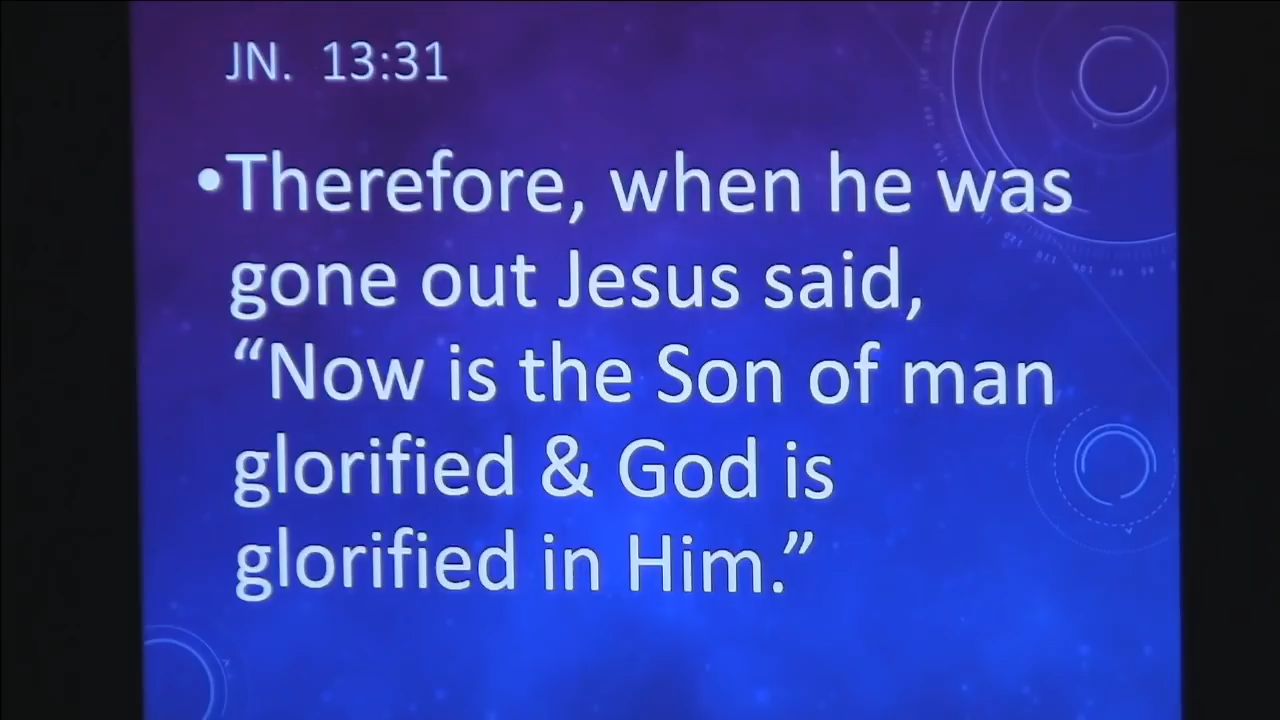 JN. 13:31
•Therefore, when he was
gone out Jesus said,
“Now is the Son of man
glorified & God is
glorified in Him.”